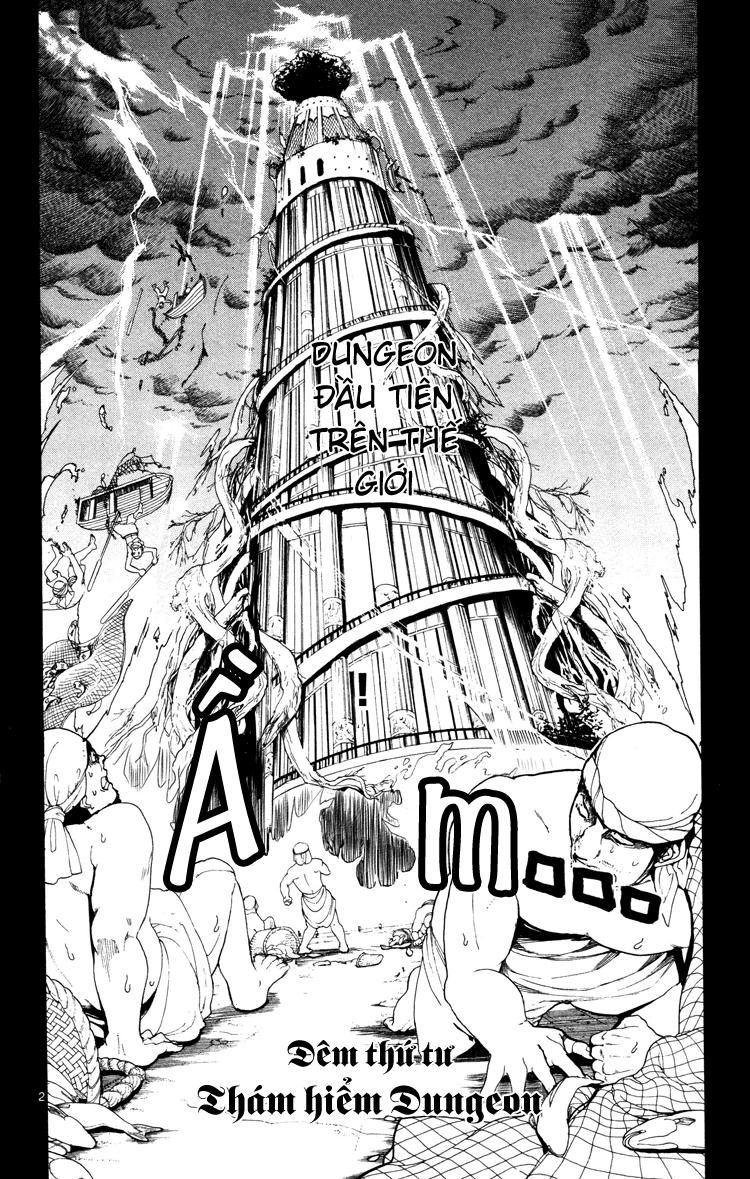 DUNGEON
ĐẦU TIÊN
TRÊN THẾ
GIỚI
!
Ầm...
Đêm thứ tư
Thám hiểm Dungeon
2